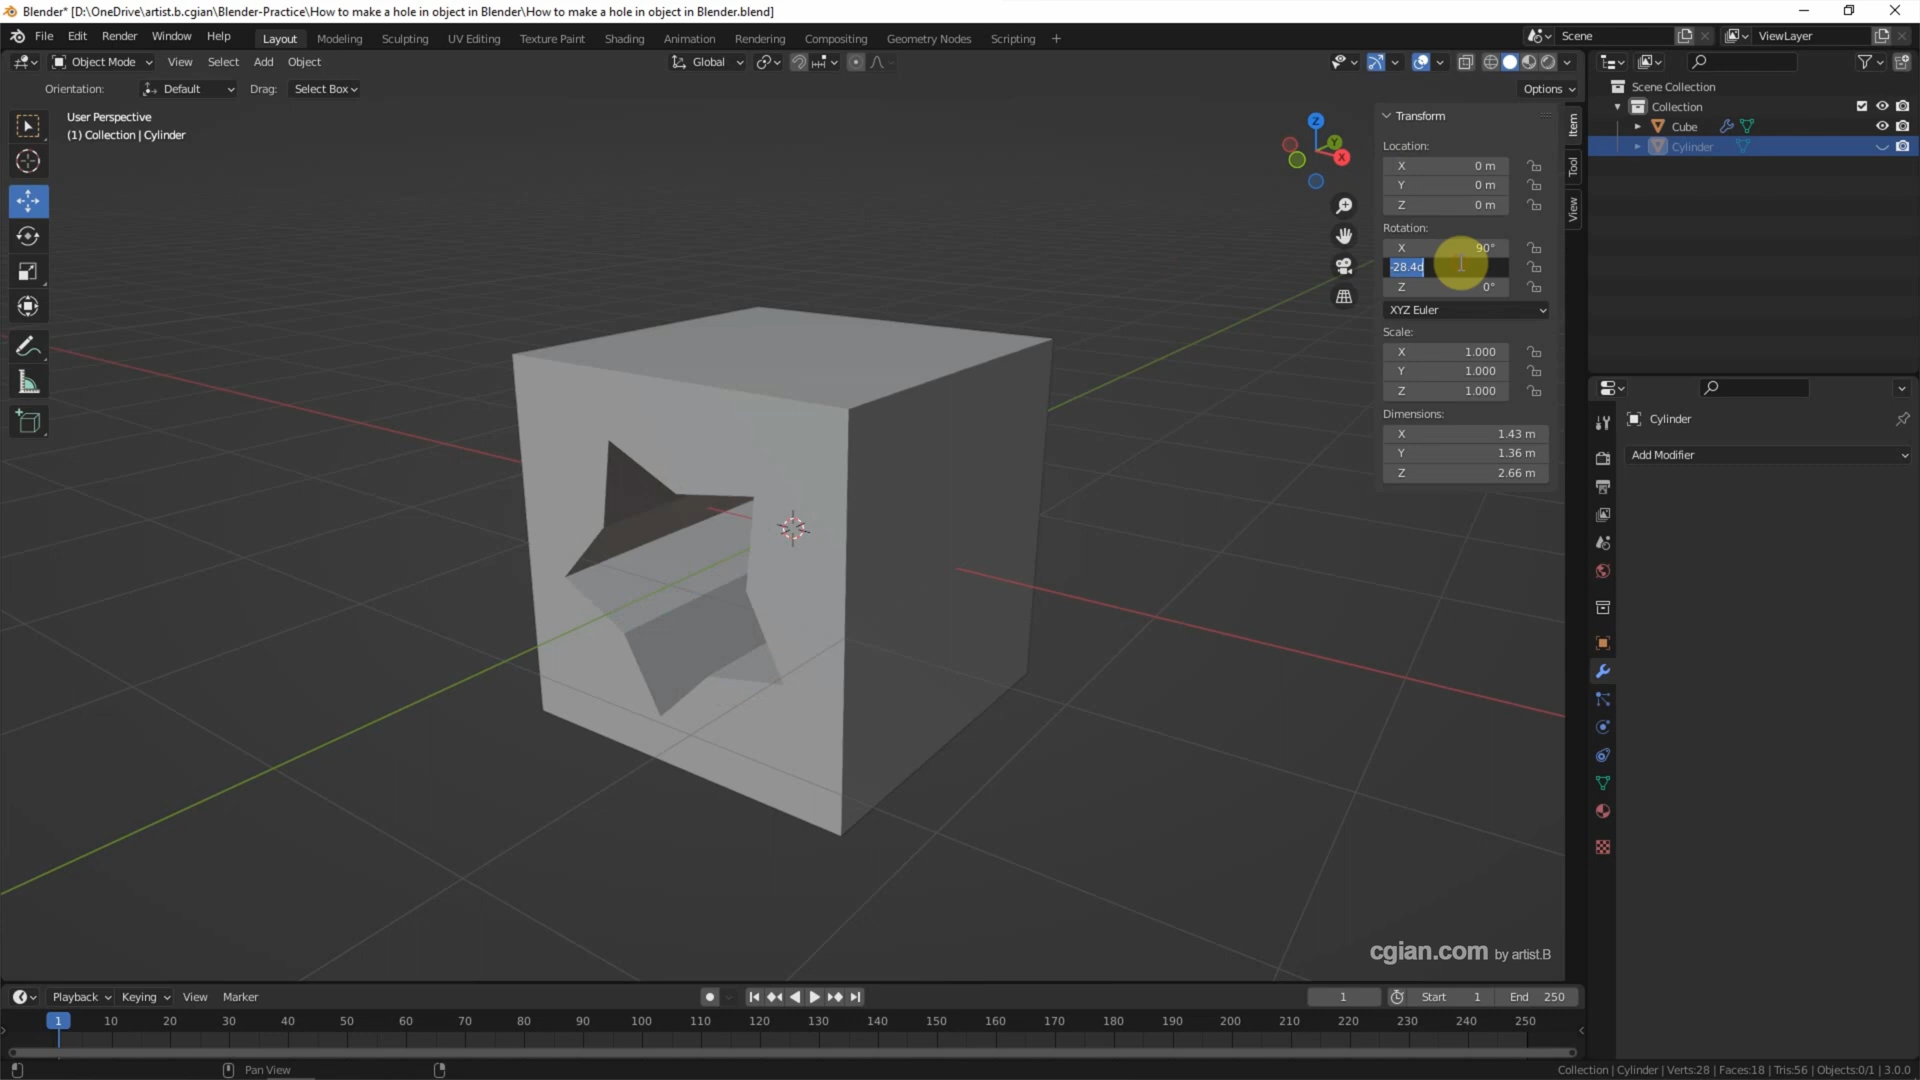 Blender* [D:\OneDrive\artist.b.cgian\Blender-Practice\How to make a hole in object in Blender\How to make a hole in object in Blender.blend]
File Edit Render Window Help Layout Modeling Sculpting UV Editing Texture Paint Shading Animation Rendering Compositing Geometry Nodes Scripting + Scene ViewLayer
Object Mode View Select Add Object Global
Orientation: Default Drag: Select Box Options
User Perspective
(1) Collection | Cylinder
Transform
Location:
X 0 m
Y 0 m
Z 0 m
Rotation:
X 90°
-28.4d
Z 0°
XYZ Euler
Scale:
X 1.000
Y 1.000
Z 1.000
Dimensions:
X 1.43 m
Y 1.36 m
Z 2.66 m
Item
Tool
View
Z
Y
X
Scene Collection
Collection
Cube
Cylinder
Cylinder
Add Modifier
cgian.com by artist.B
Playback Keying View Marker 1 Start 1 End 250
1 10 20 30 40 50 60 70 80 90 100 110 120 130 140 150 160 170 180 190 200 210 220 230 240 250
Pan View
Collection | Cylinder | Verts:28 | Faces:18 | Tris:56 | Objects:0/1 | 3.0.0